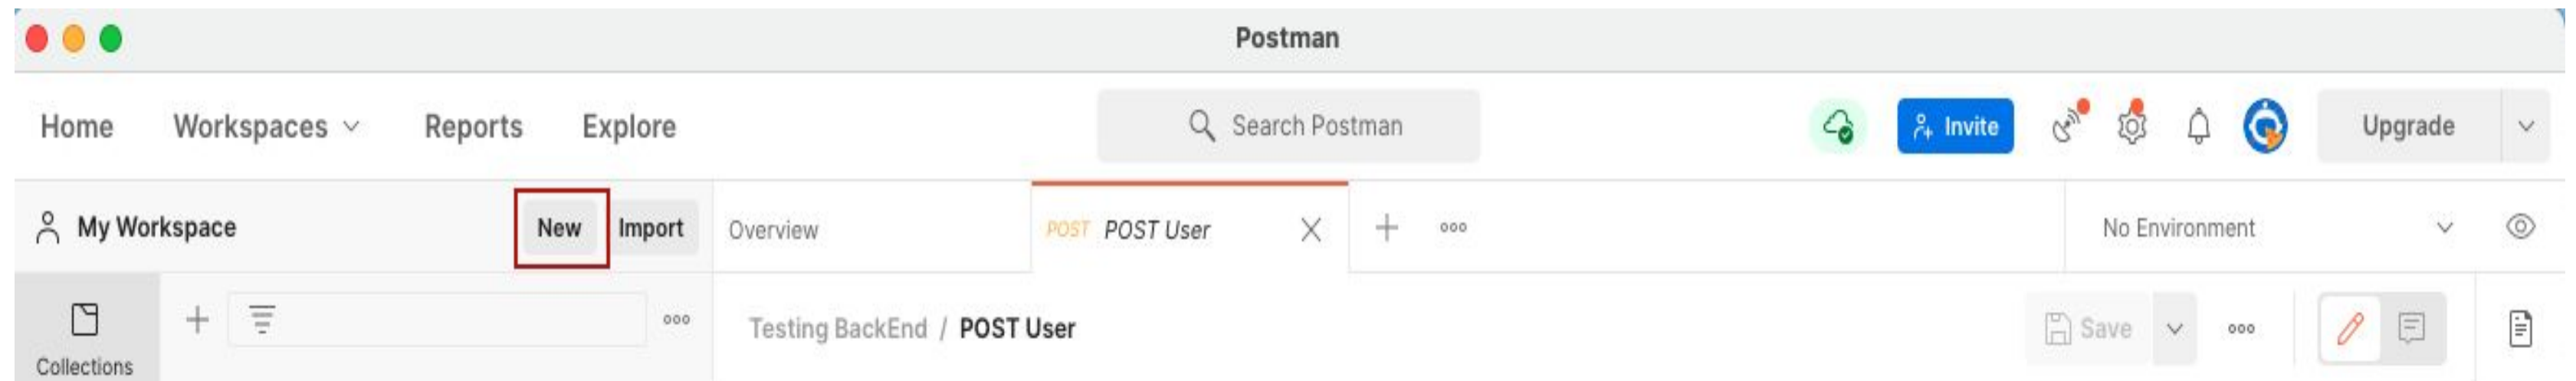 Postman
Home Workspaces Reports Explore Search Postman Invite Upgrade
My Workspace New Import Overview POST POST User No Environment
Testing BackEnd / POST User Save
Collections